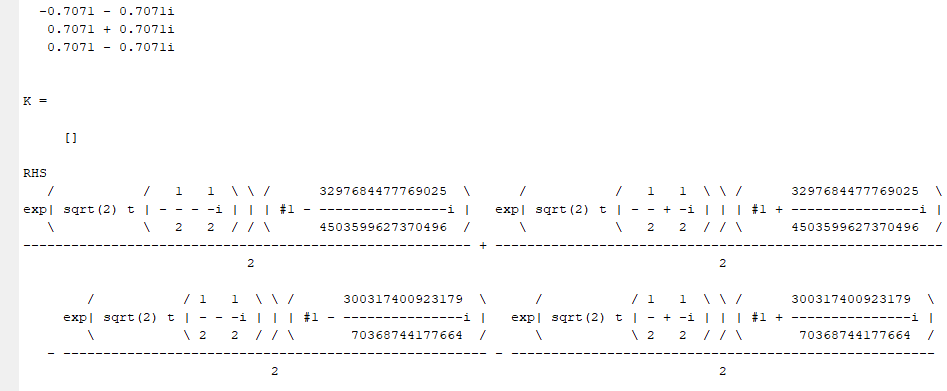 -0.7071 - 0.7071i
0.7071 + 0.7071i
0.7071 - 0.7071i
K =
[]
RHS
/ / 1 1 \ \ / 3297684477769025 \ / / 1 1 \ \ / 3297684477769025 \
exp| sqrt(2) t | - - - -i | | | #1 - ----------------i | exp| sqrt(2) t | - - + -i | | | #1 + ----------------i |
\ \ 2 2 / / \ 4503599627370496 / \ \ 2 2 / / \ 4503599627370496 /
-------------------------------------------------------- + --------------------------------------------------------
2 2
/ / 1 1 \ \ / 300317400923179 \ / / 1 1 \ \ / 300317400923179 \
exp| sqrt(2) t | - - -i | | | #1 - ---------------i | exp| sqrt(2) t | - + -i | | | #1 + ---------------i |
\ \ 2 2 / / \ 70368744177664 / \ \ 2 2 / / \ 70368744177664 /
- ----------------------------------------------------- - -----------------------------------------------------
2 2